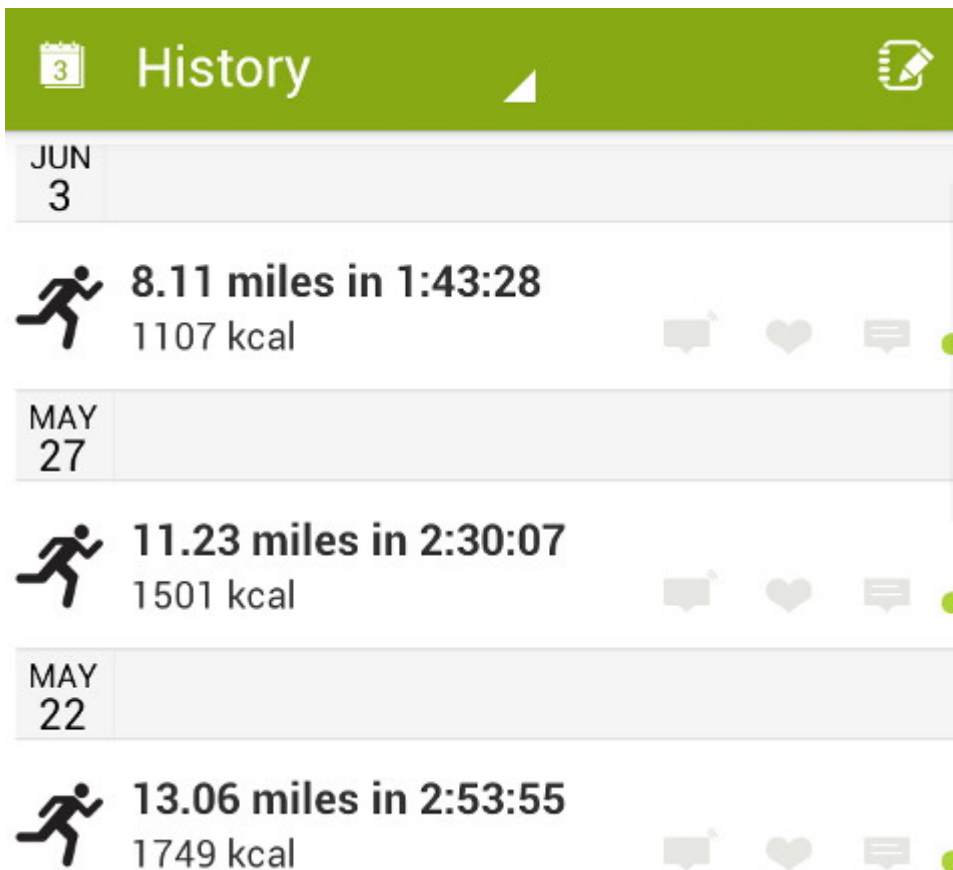 3 History
JUN
3
8.11 miles in 1:43:28
1107 kcal
MAY
27
11.23 miles in 2:30:07
1501 kcal
MAY
22
13.06 miles in 2:53:55
1749 kcal